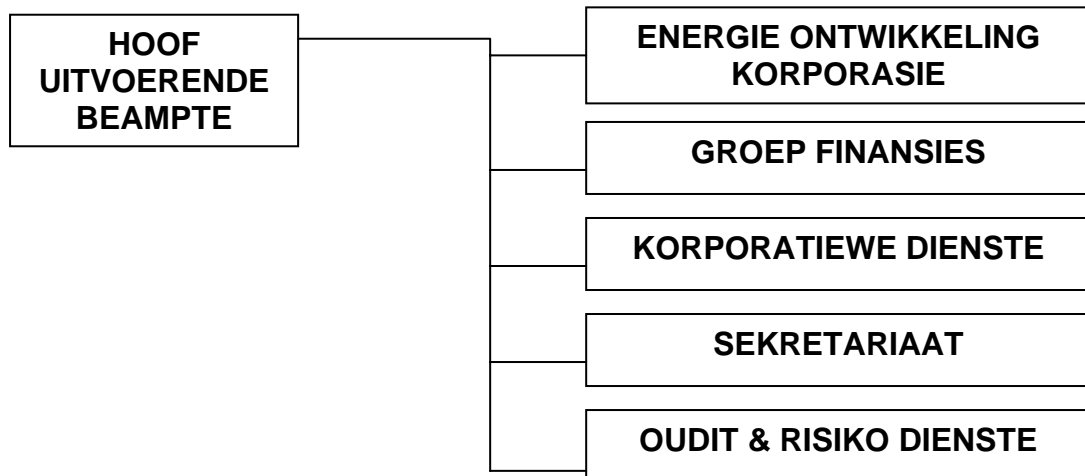 HOOF
UITVOERENDE
BEAMPTE
ENERGIE ONTWIKKELING
KORPORASIE
GROEP FINANSIES
KORPORATIEWE DIENSTE
SEKRETARIAAT
OUDIT & RISIKO DIENSTE